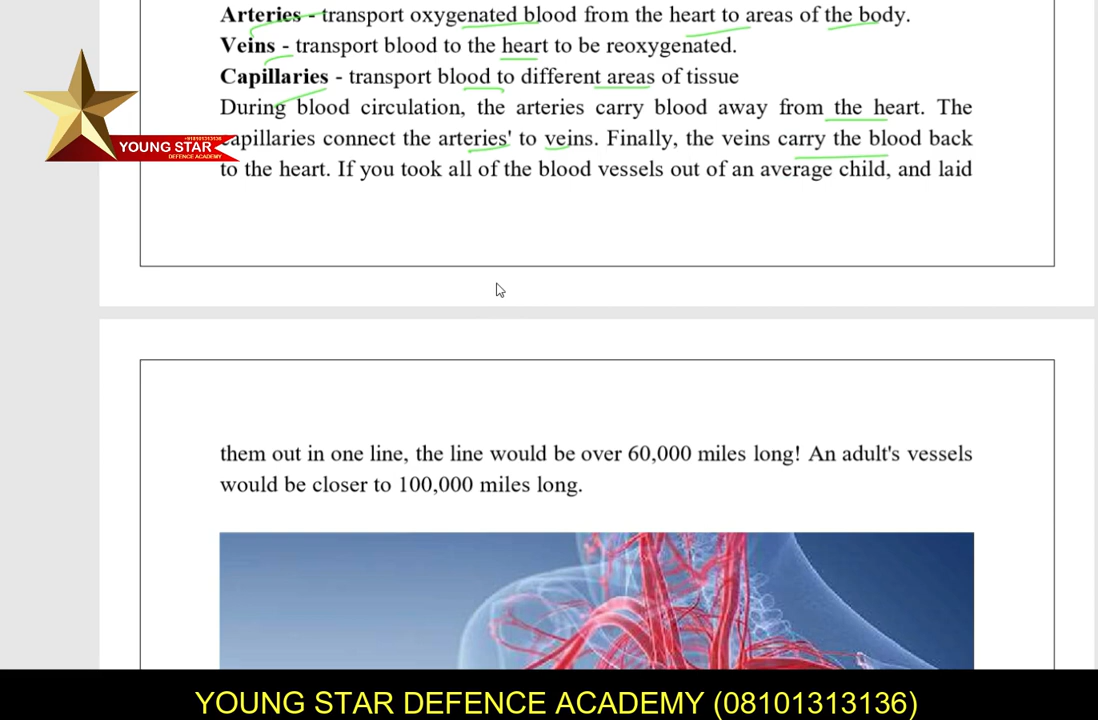 Arteries - transport oxygenated blood from the heart to areas of the body.
Veins - transport blood to the heart to be reoxygenated.
Capillaries - transport blood to different areas of tissue
During blood circulation, the arteries carry blood away from the heart. The
capillaries connect the arteries' to veins. Finally, the veins carry the blood back
to the heart. If you took all of the blood vessels out of an average child, and laid
+918101313136
YOUNG STAR
DEFENCE ACADEMY
them out in one line, the line would be over 60,000 miles long! An adult's vessels
would be closer to 100,000 miles long.
YOUNG STAR DEFENCE ACADEMY (08101313136)